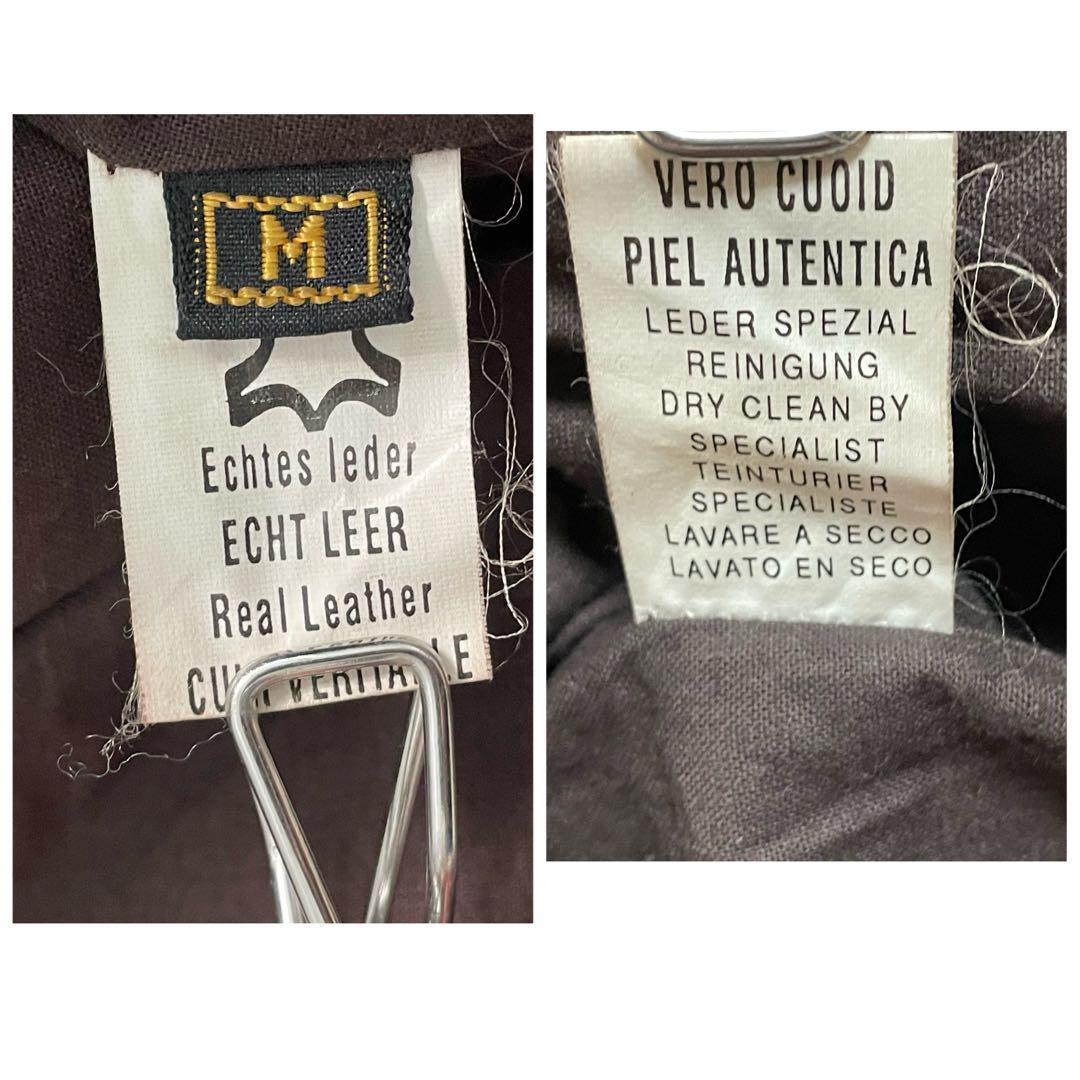 M
Echtes leder
ECHT LEER
Real Leather
VERO CUOID
PIEL AUTENTICA
LEDER SPEZIAL
REINIGUNG
DRY CLEAN BY
SPECIALIST
TEINTURIER
SPECIALISTE
LAVARE A SECCO
LAVATO EN SECO